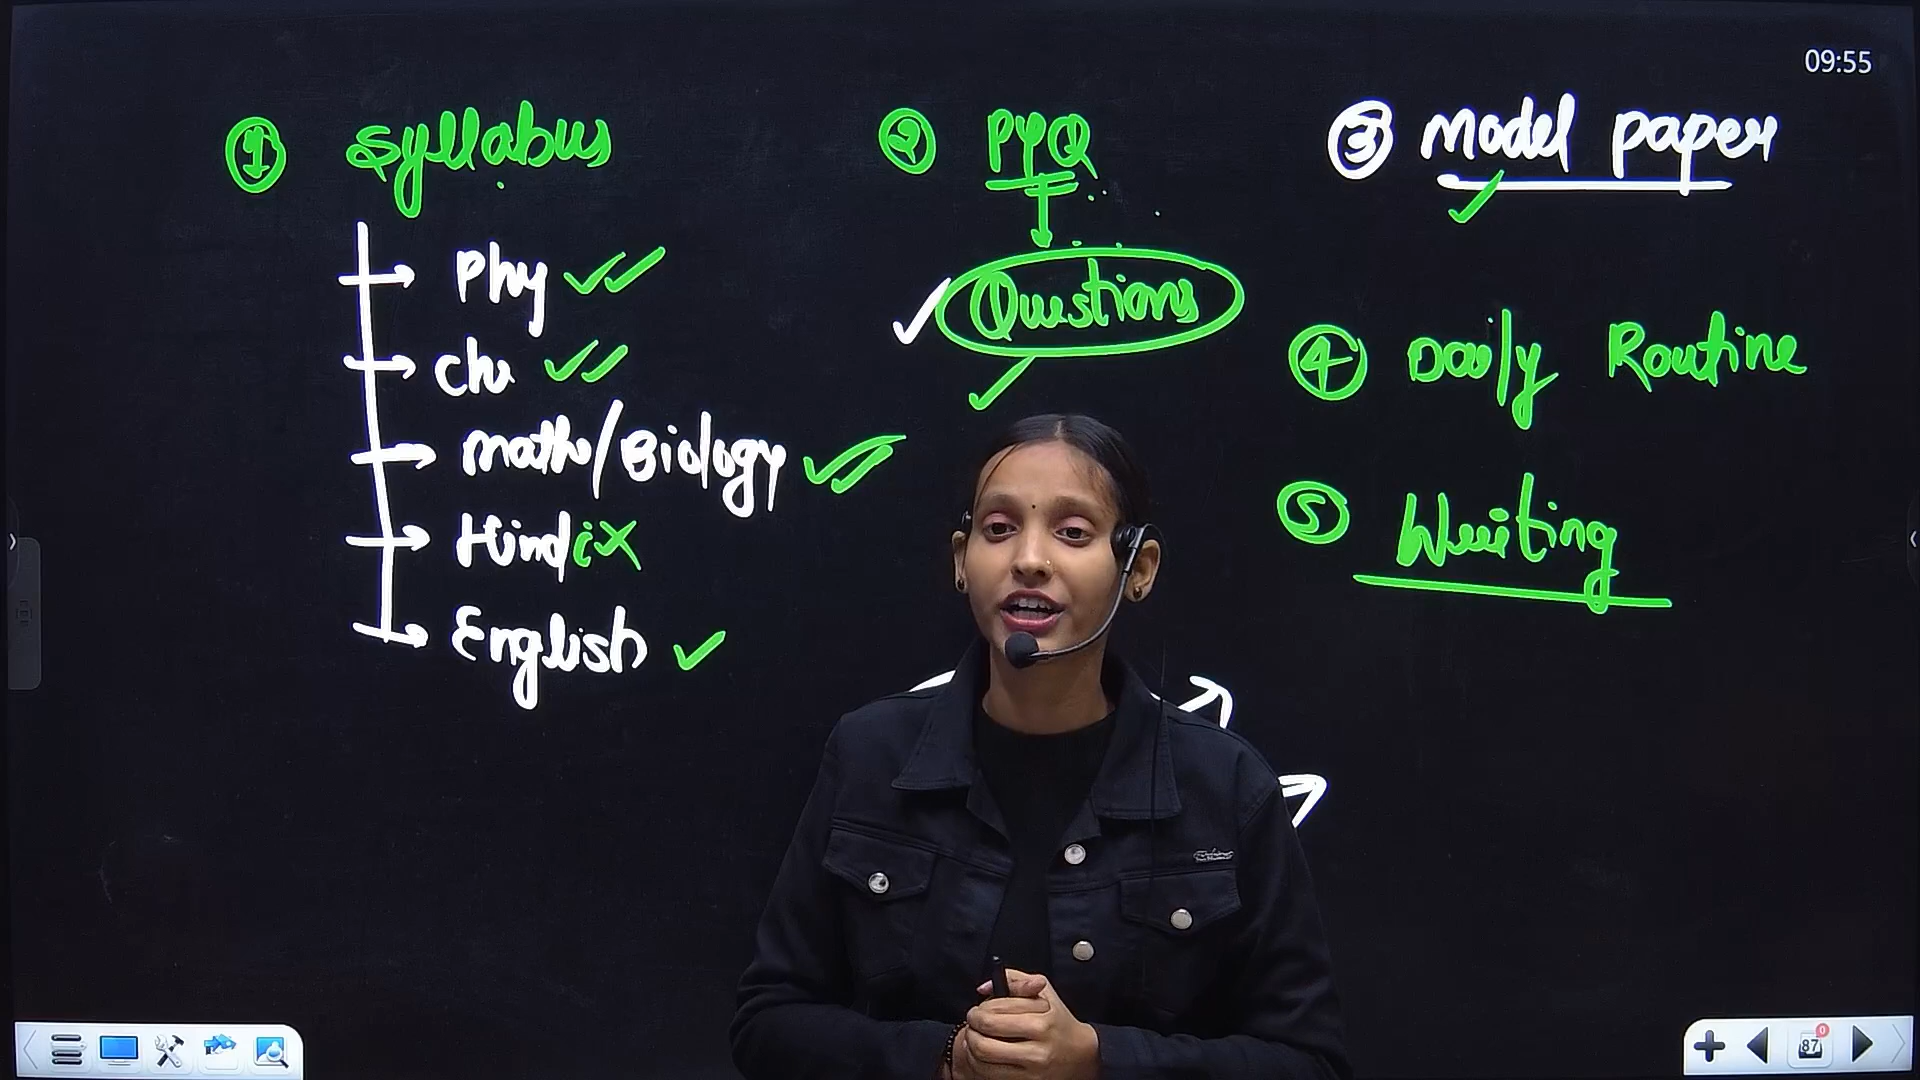 09:55
① Syllabus
Phy
che
maths/Biology
Hindi
English
② PYQ
Questions
③ Model paper
④ Daily Routine
⑤ Writing
87
0